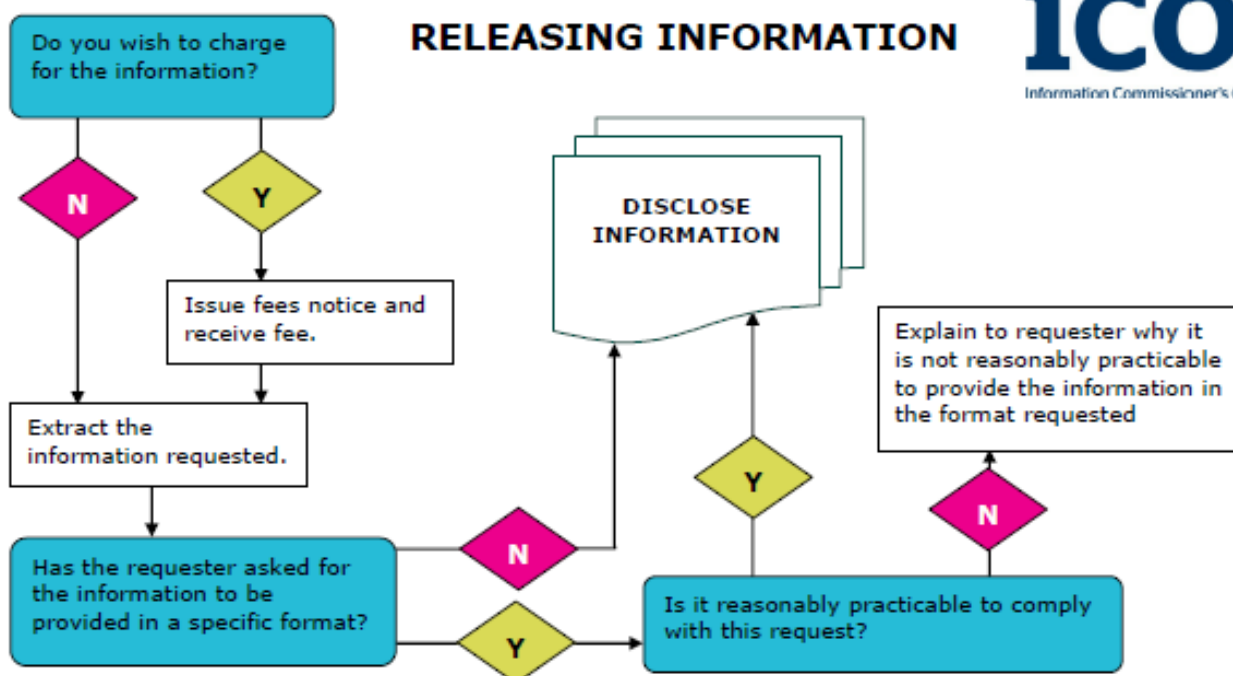 RELEASING INFORMATION
ICO
Information Commissioner's
Do you wish to charge
for the information?
N
Y
Issue fees notice and
receive fee.
Extract the
information requested.
DISCLOSE
INFORMATION
Explain to requester why it
is not reasonably practicable
to provide the information in
the format requested
Y
N
N
Has the requester asked for
the information to be
provided in a specific format?
Y
Is it reasonably practicable to comply
with this request?